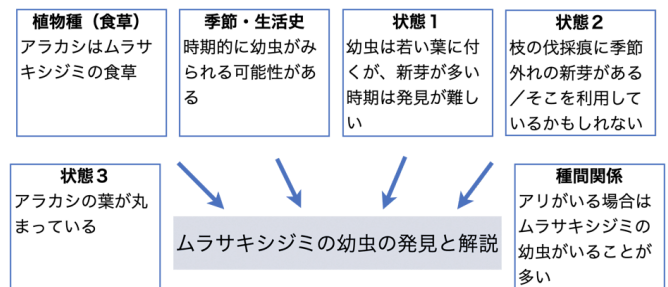 植物種（食草）
アラカシはムラサ
キシジミの食草
季節・生活史
時期的に幼虫がみ
られる可能性があ
る
状態１
幼虫は若い葉に付
くが、新芽が多い
時期は発見が難し
い
状態２
枝の伐採痕に季節
外れの新芽がある
／そこを利用して
いるかもしれない
状態３
アラカシの葉が丸
まっている
ムラサキシジミの幼虫の発見と解説
種間関係
アリがいる場合は
ムラサキシジミの
幼虫がいることが
多い